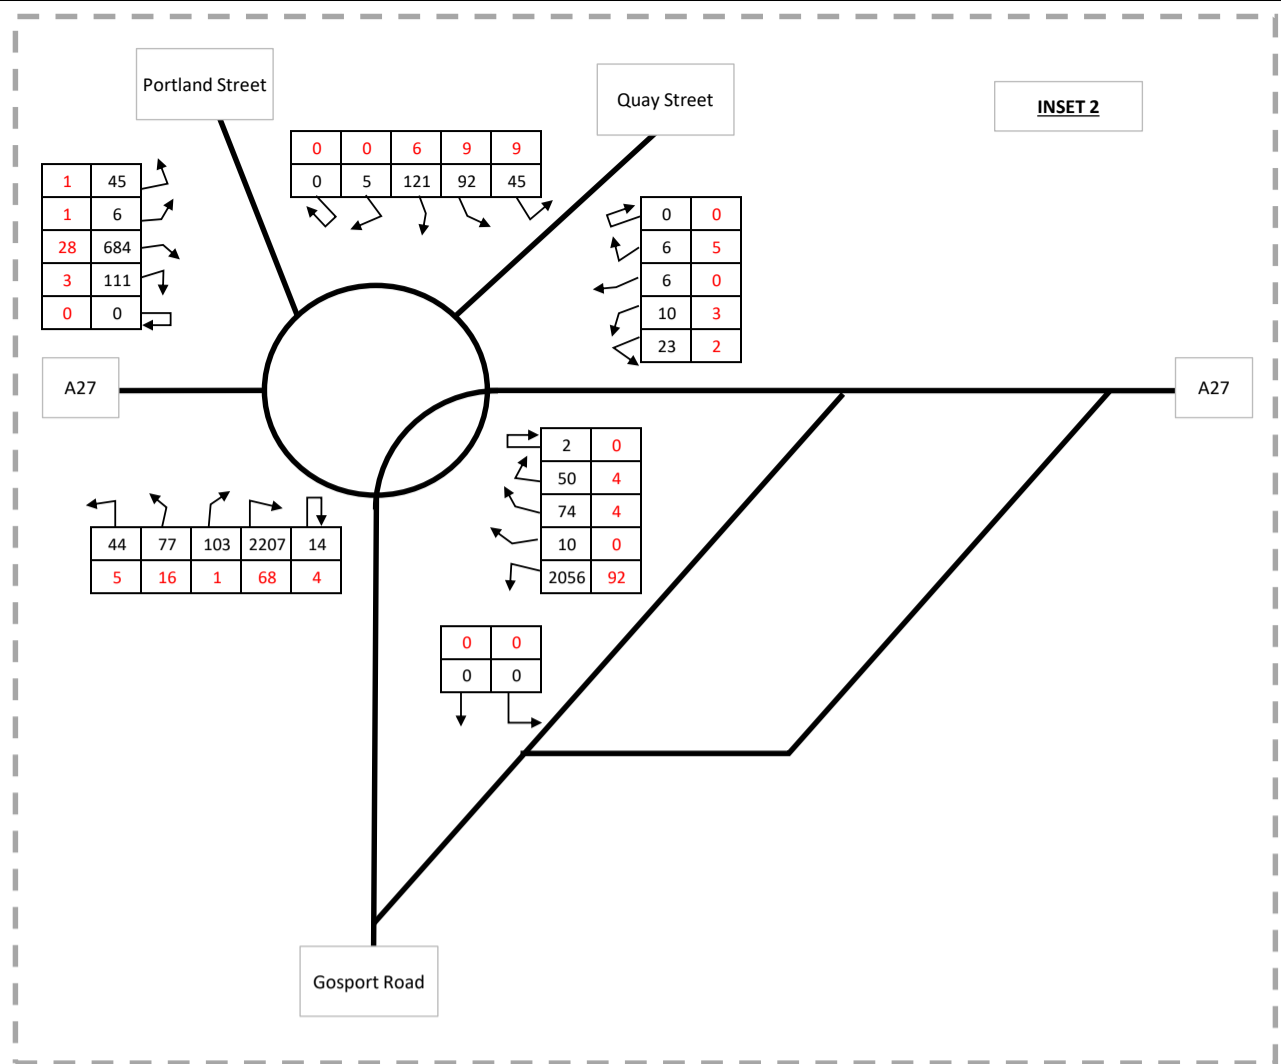 Portland Street
Quay Street
INSET 2
0 0 6 9 9
0 5 121 92 45
1 45
1 6
28 684
3 111
0 0
0 0
6 5
6 0
10 3
23 2
A27
A27
2 0
50 4
74 4
10 0
2056 92
44 77 103 2207 14
5 16 1 68 4
0 0
0 0
Gosport Road